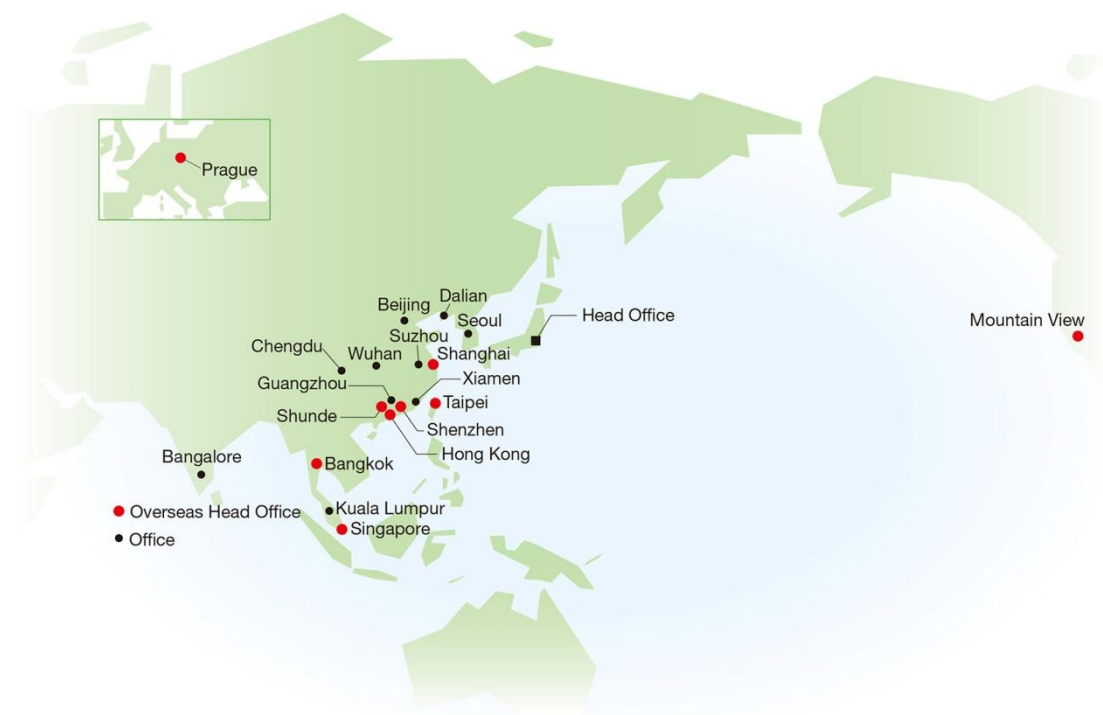 Prague
Dalian
Beijing
Seoul
Head Office
Mountain View
Suzhou
Chengdu
Wuhan
Shanghai
Guangzhou
Xiamen
Taipei
Shunde
Shenzhen
Hong Kong
Bangalore
Bangkok
Kuala Lumpur
Overseas Head Office
Singapore
Office